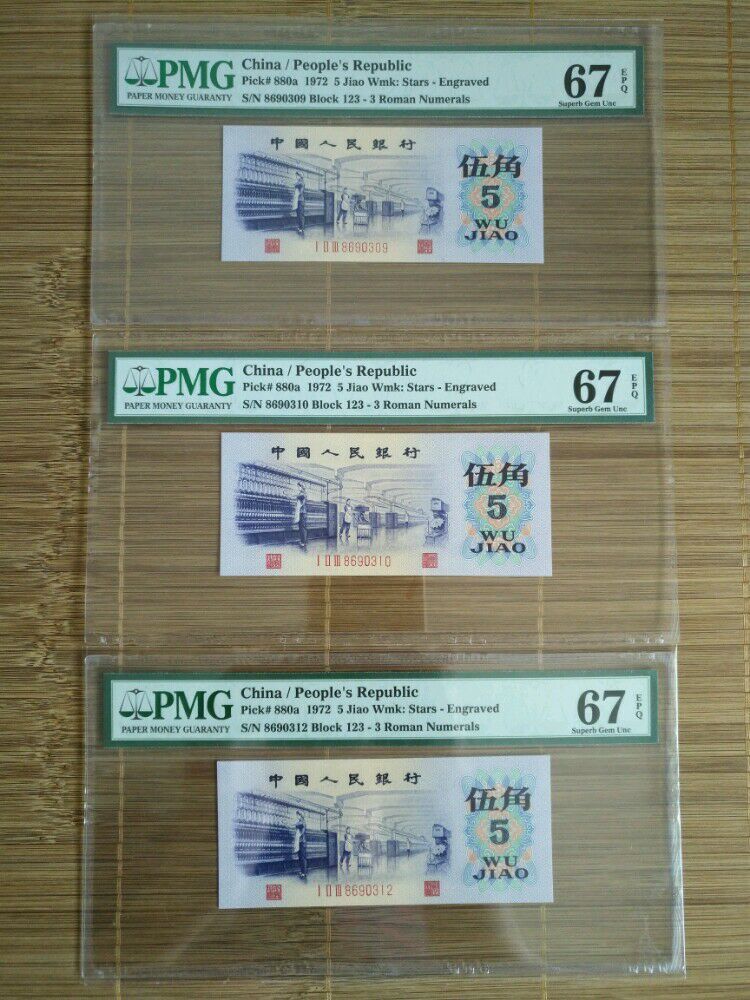 PMG
PAPER MONEY GUARANTY
China / People's Republic
Pick# 880a 1972 5 Jiao Wmk: Stars - Engraved
S/N 8690309 Block 123 - 3 Roman Numerals
67 EPQ
Superb Gem Unc
中國人民銀行
伍角
5
WU
JIAO
I II III 8690309
PMG
PAPER MONEY GUARANTY
China / People's Republic
Pick# 880a 1972 5 Jiao Wmk: Stars - Engraved
S/N 8690310 Block 123 - 3 Roman Numerals
67 EPQ
Superb Gem Unc
中國人民銀行
伍角
5
WU
JIAO
I II III 8690310
PMG
PAPER MONEY GUARANTY
China / People's Republic
Pick# 880a 1972 5 Jiao Wmk: Stars - Engraved
S/N 8690312 Block 123 - 3 Roman Numerals
67 EPQ
Superb Gem Unc
中國人民銀行
伍角
5
WU
JIAO
I II III 8690312